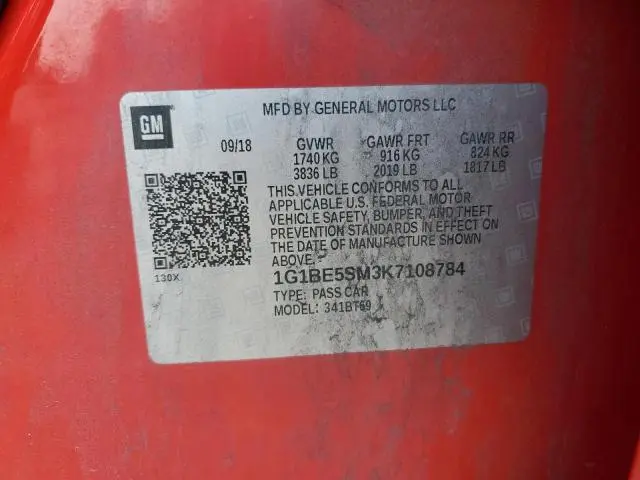 GM
MFD BY GENERAL MOTORS LLC
09/18 GVWR GAWR FRT GAWR RR
1740 KG 916 KG 824 KG
3836 LB 2019 LB 1817 LB
THIS VEHICLE CONFORMS TO ALL
APPLICABLE U.S. FEDERAL MOTOR
VEHICLE SAFETY, BUMPER, AND THEFT
PREVENTION STANDARDS IN EFFECT ON
THE DATE OF MANUFACTURE SHOWN
ABOVE.
130X
1G1BE5SM3K7108784
TYPE: PASS CAR
MODEL: 341BT69